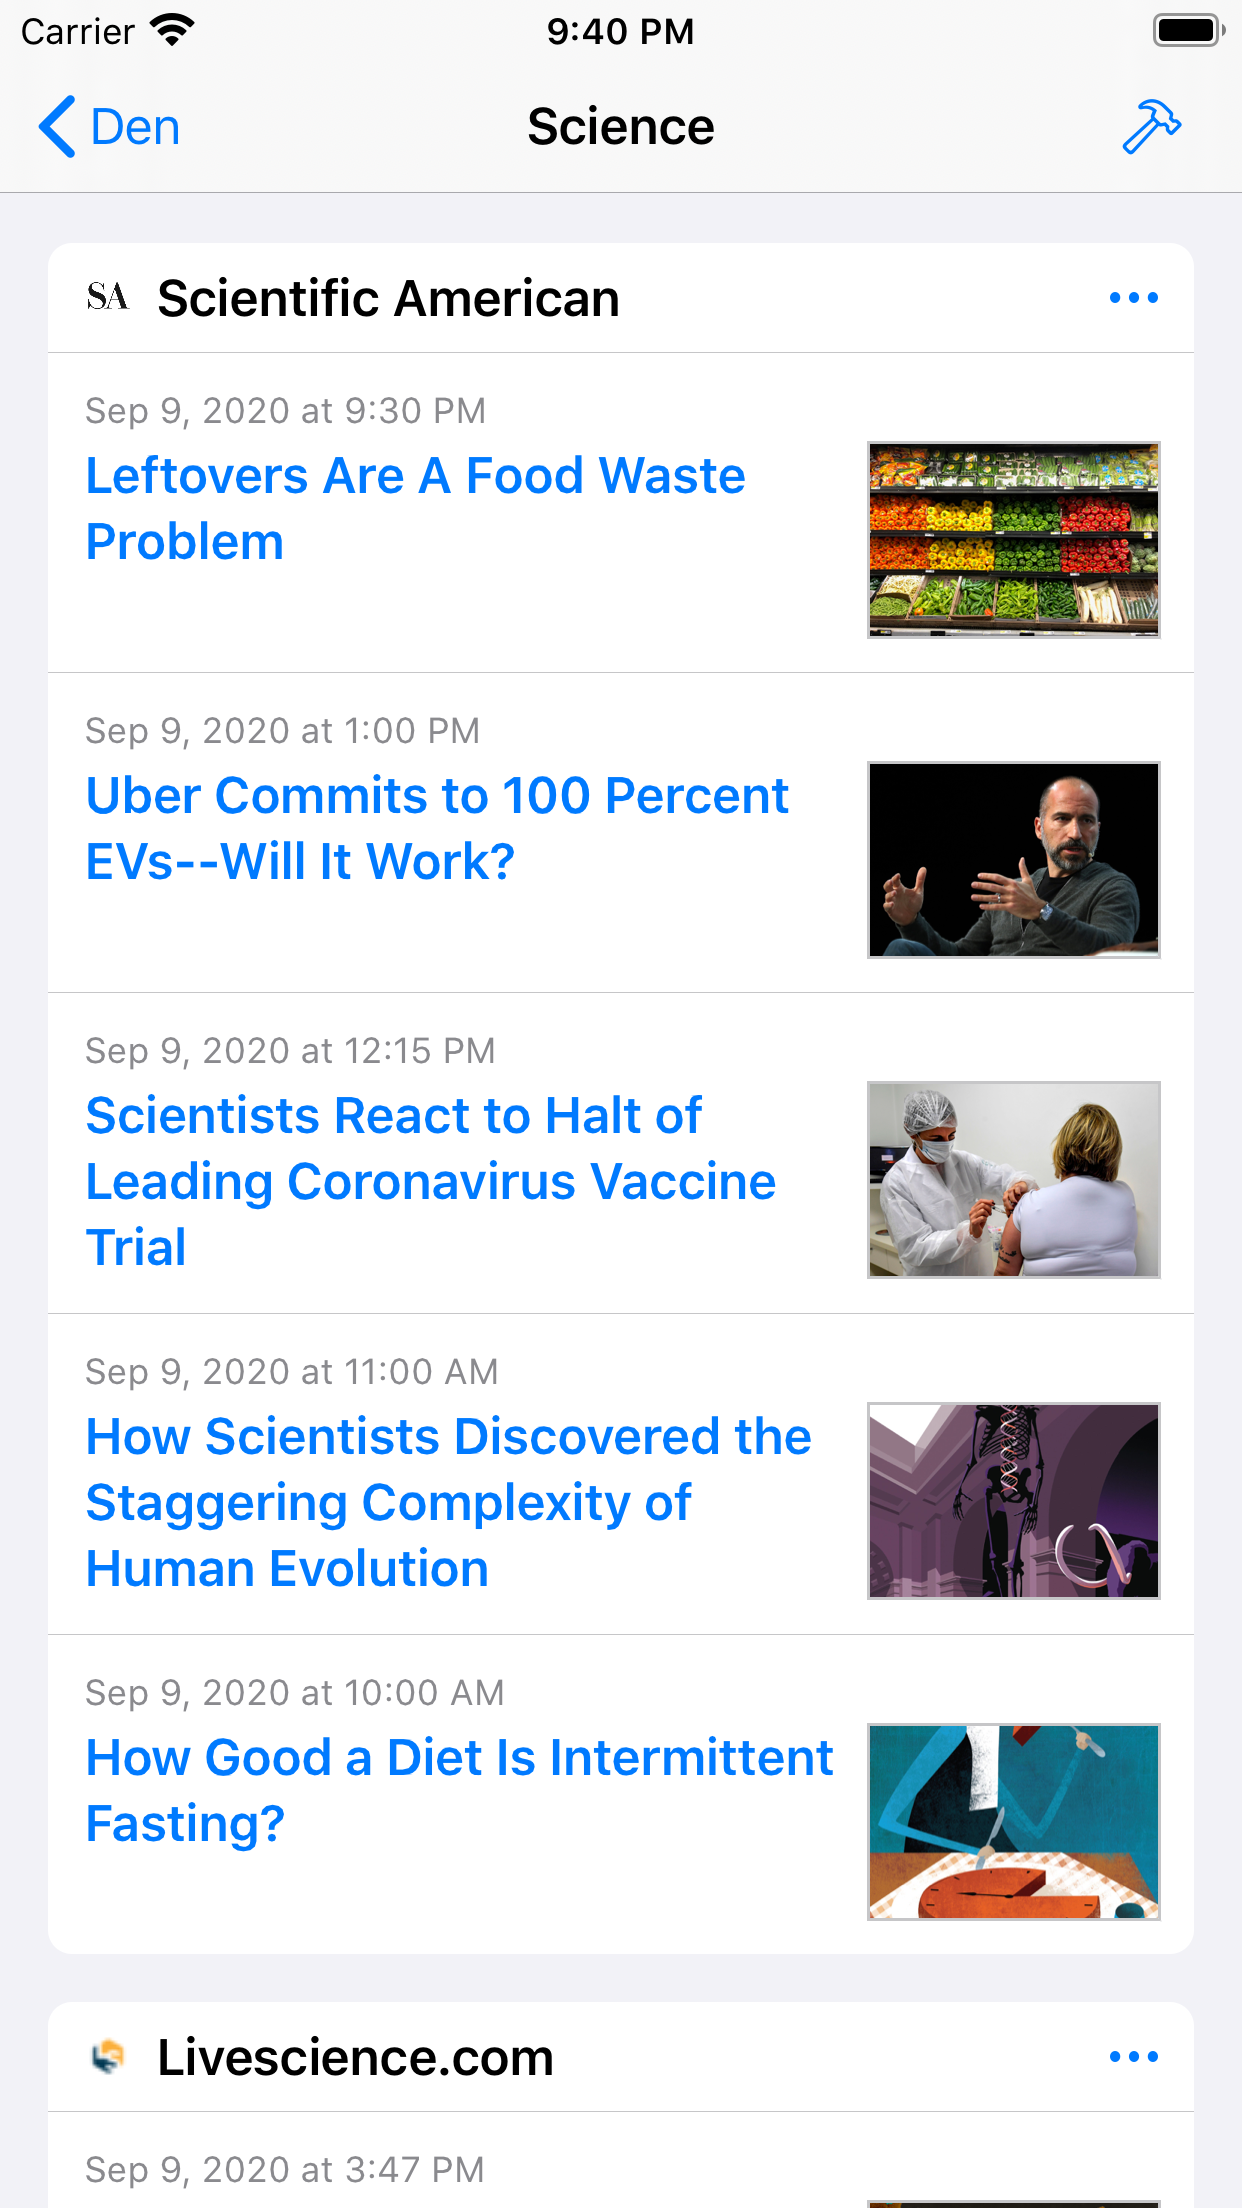 Carrier
9:40 PM
Den
Science
SA
Scientific American
Sep 9, 2020 at 9:30 PM
Leftovers Are A Food Waste
Problem
Sep 9, 2020 at 1:00 PM
Uber Commits to 100 Percent
EVs--Will It Work?
Sep 9, 2020 at 12:15 PM
Scientists React to Halt of
Leading Coronavirus Vaccine
Trial
Sep 9, 2020 at 11:00 AM
How Scientists Discovered the
Staggering Complexity of
Human Evolution
Sep 9, 2020 at 10:00 AM
How Good a Diet Is Intermittent
Fasting?
Livescience.com
Sep 9, 2020 at 3:47 PM